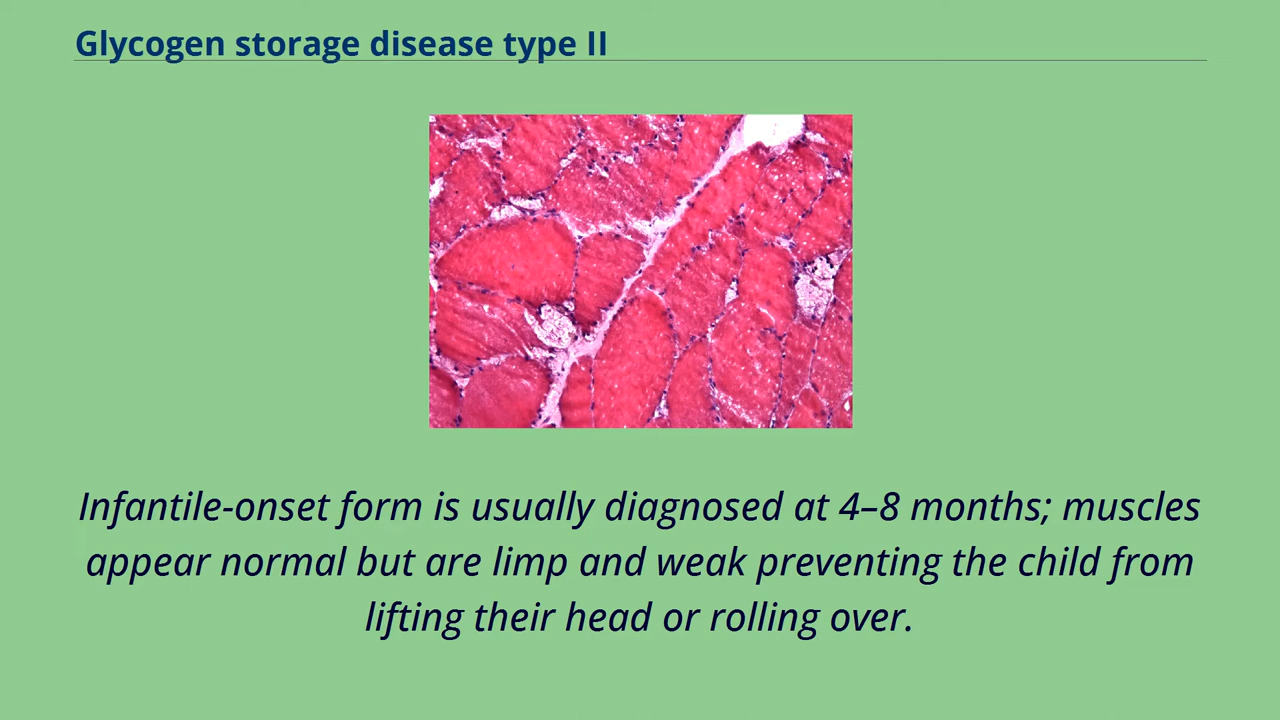 Glycogen storage disease type II
Infantile-onset form is usually diagnosed at 4–8 months; muscles
appear normal but are limp and weak preventing the child from
lifting their head or rolling over.